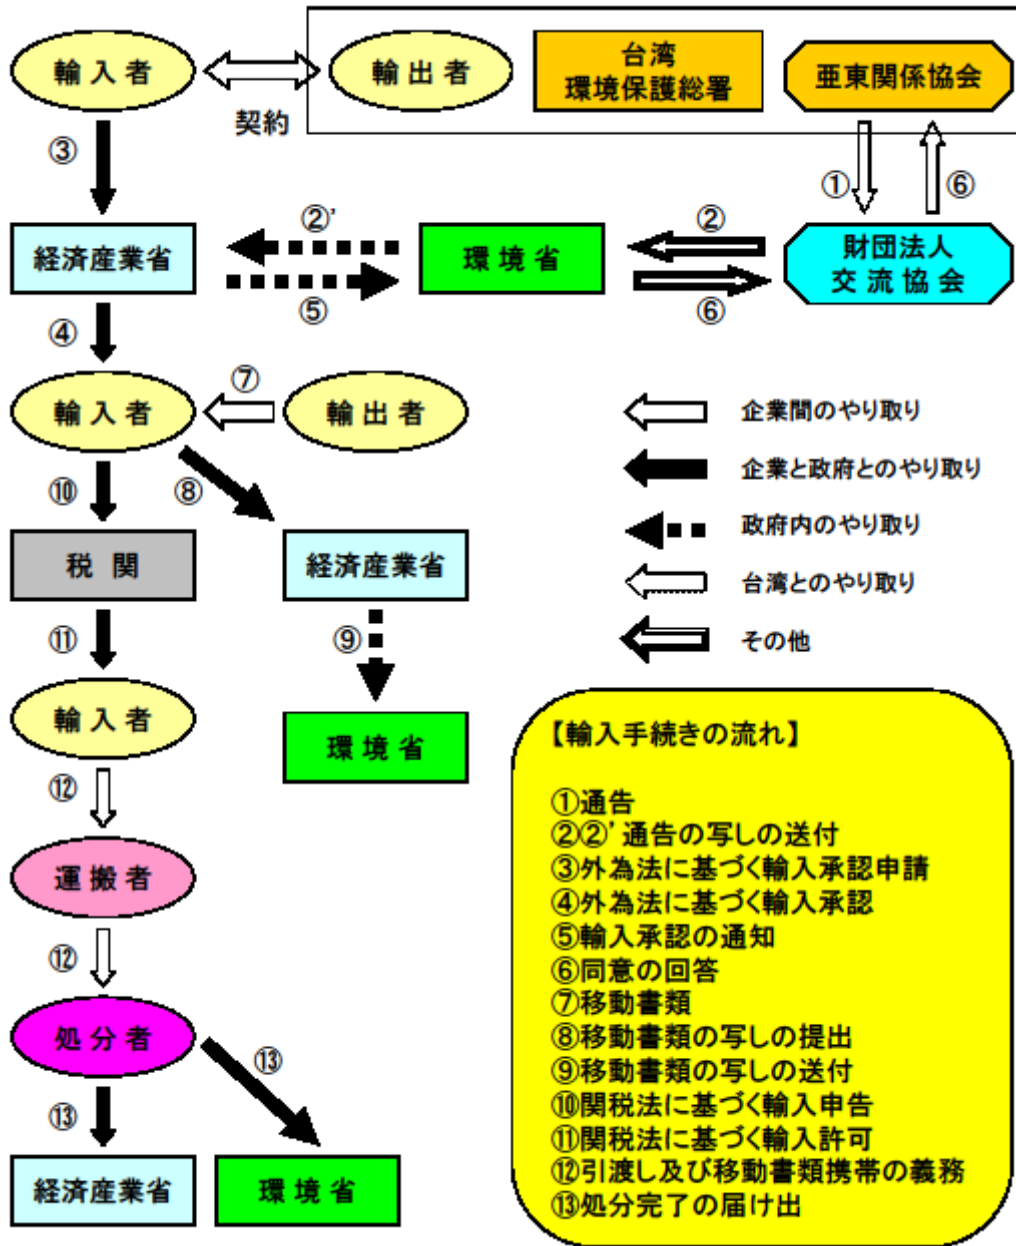 輸入者
輸出者
台湾
環境保護総署
亜東関係協会
契約
③
①
⑥
経済産業省
②'
⑤
環境省
②
⑥
財団法人
交流協会
④
輸入者
⑦
輸出者
⑩
⑧
税関
経済産業省
⑪
⑨
輸入者
環境省
⑫
運搬者
⑫
処分者
⑬
⑬
経済産業省
環境省
企業間のやり取り
企業と政府とのやり取り
政府内のやり取り
台湾とのやり取り
その他
【輸入手続きの流れ】
①通告
②②'通告の写しの送付
③外為法に基づく輸入承認申請
④外為法に基づく輸入承認
⑤輸入承認の通知
⑥同意の回答
⑦移動書類
⑧移動書類の写しの提出
⑨移動書類の写しの送付
⑩関税法に基づく輸入申告
⑪関税法に基づく輸入許可
⑫引渡し及び移動書類携帯の義務
⑬処分完了の届け出